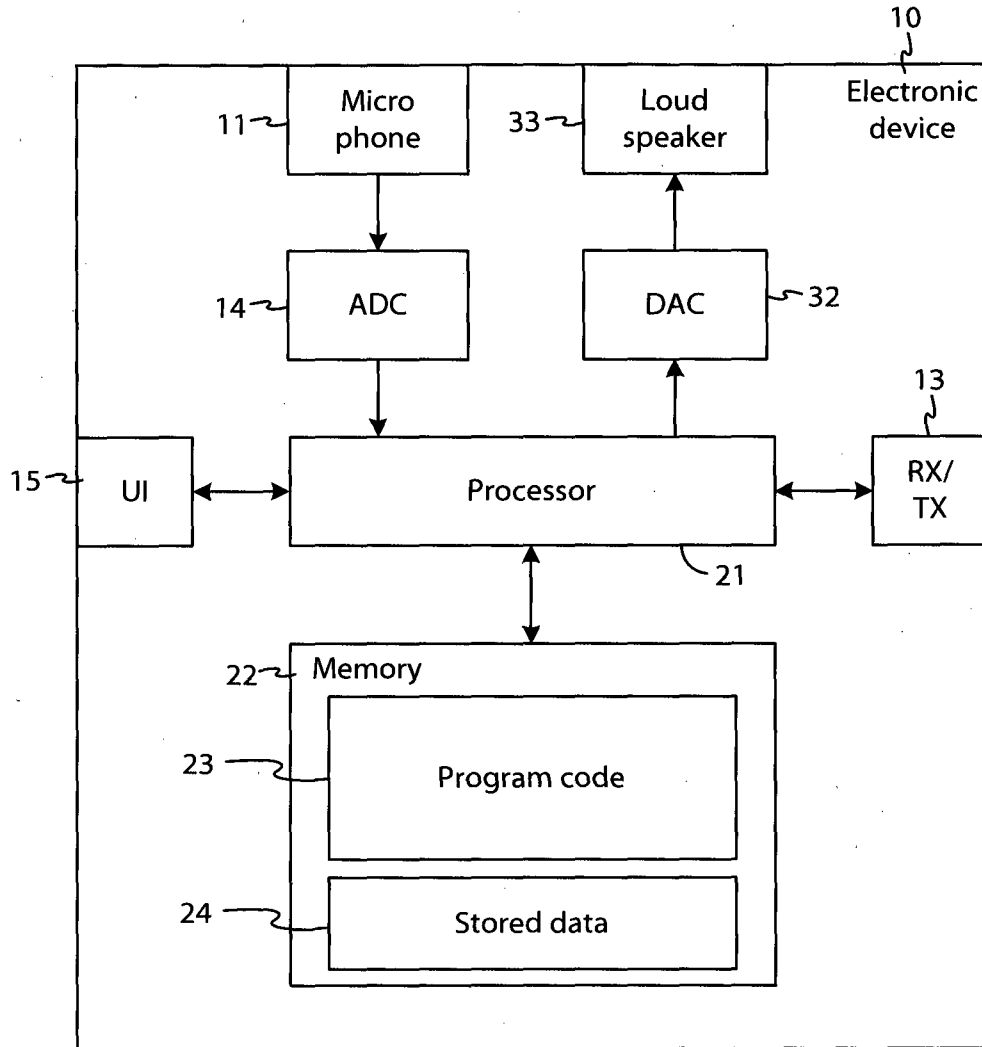 10
Electronic
device
11
Micro
phone
33
Loud
speaker
14
ADC
DAC
32
13
15
UI
Processor
RX/
TX
21
22
Memory
23
Program code
24
Stored data